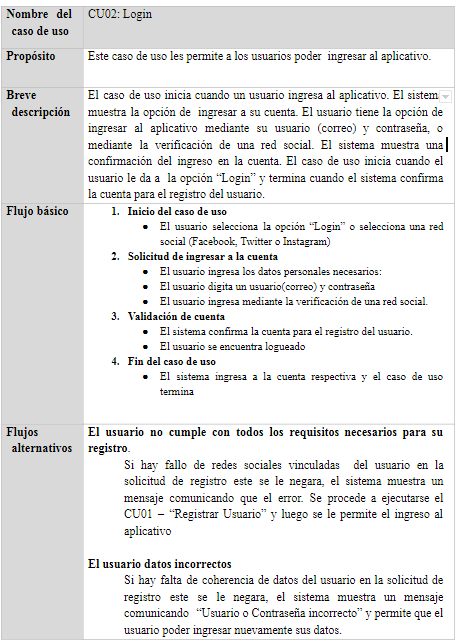 Nombre del
caso de uso
CU02: Login
Propósito
Este caso de uso les permite a los usuarios poder ingresar al aplicativo.
Breve
descripción
El caso de uso inicia cuando un usuario ingresa al aplicativo. El sistema
muestra la opción de ingresar a su cuenta. El usuario tiene la opción de
ingresar al aplicativo mediante su usuario (correo) y contraseña, o
mediante la verificación de una red social. El sistema muestra una
confirmación del ingreso en la cuenta. El caso de uso inicia cuando el
usuario le da a la opción “Login” y termina cuando el sistema confirma
la cuenta para el registro del usuario.
Flujo básico
1. Inicio del caso de uso
• El usuario selecciona la opción “Login” o selecciona una red
social (Facebook, Twitter o Instagram)
2. Solicitud de ingresar a la cuenta
• El usuario ingresa los datos personales necesarios:
• El usuario digita un usuario(correo) y contraseña
• El usuario ingresa mediante la verificación de una red social.
3. Validación de cuenta
• El sistema confirma la cuenta para el registro del usuario.
• El usuario se encuentra logueado
4. Fin del caso de uso
• El sistema ingresa a la cuenta respectiva y el caso de uso
termina
Flujos
alternativos
El usuario no cumple con todos los requisitos necesarios para su
registro.
Si hay fallo de redes sociales vinculadas del usuario en la
solicitud de registro este se le negara, el sistema muestra un
mensaje comunicando que el error. Se procede a ejecutarse el
CU01 – “Registrar Usuario” y luego se le permite el ingreso al
aplicativo
El usuario datos incorrectos
Si hay falta de coherencia de datos del usuario en la solicitud de
registro este se le negara, el sistema muestra un mensaje
comunicando “Usuario o Contraseña incorrecto” y permite que el
usuario poder ingresar nuevamente sus datos.